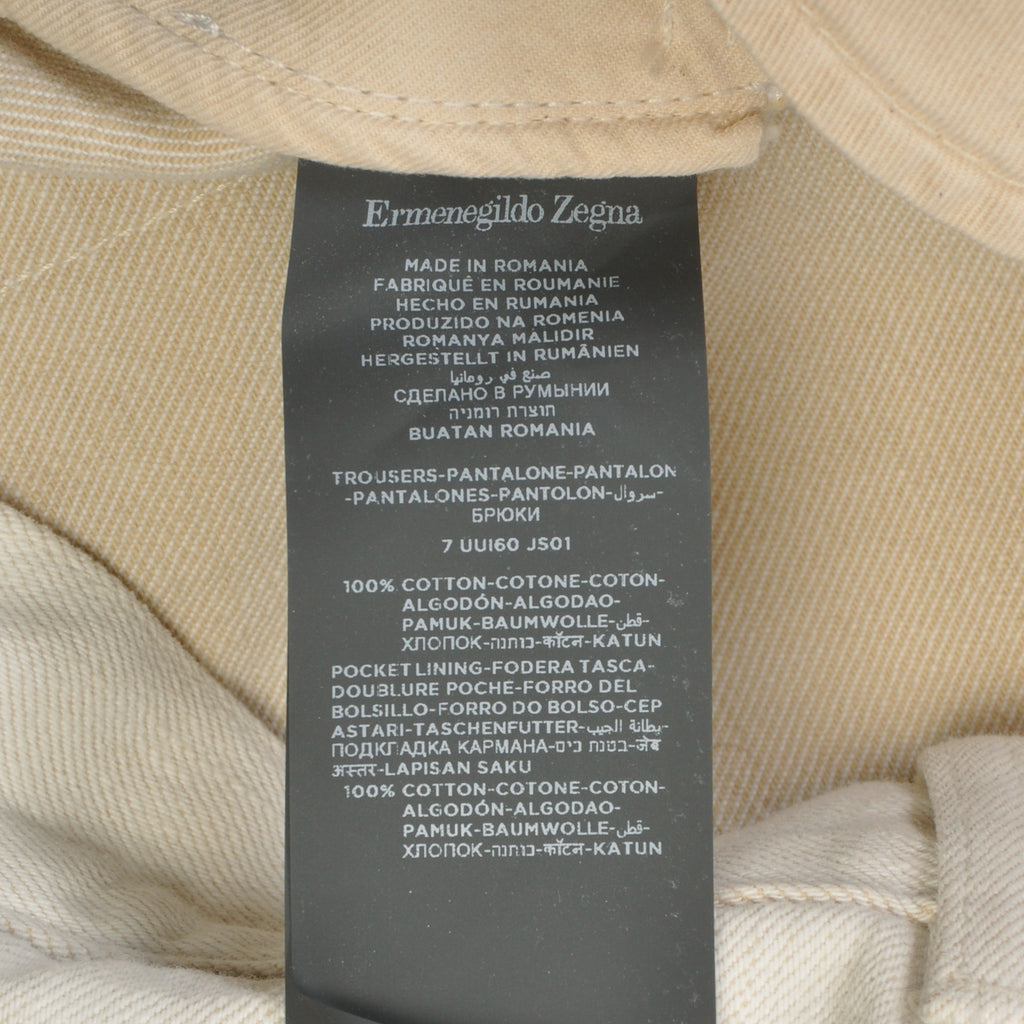 Ermenegildo Zegna
MADE IN ROMANIA
FABRIQUÉ EN ROUMANIE
HECHO EN RUMANIA
PRODUZIDO NA ROMENIA
ROMANYA MALIDIR
HERGESTELLT IN RUMÄNIEN
صنع في رومانيا
СДЕЛАНО В РУМЫНИИ
תוצרת רומניה
BUATAN ROMANIA
TROUSERS-PANTALONE-PANTALON
-PANTALONES-PANTOLON-سروال-
БРЮКИ
7 UUI60 JS01
100% COTTON-COTONE-COTON-
ALGODÓN-ALGODAO-
PAMUK-BAUMWOLLE-قطن-
ХЛОПОК-כותנה-कॉटन-KATUN
POCKET LINING-FODERA TASCA-
DOUBLURE POCHE-FORRO DEL
BOLSILLO-FORRO DO BOLSO-CEP
ASTARI-TASCHENFUTTER-بطانة الجيب-
ПОДКЛАДКА КАРМАНА-בטנת כיס-जेब
अस्तर-LAPISAN SAKU
100% COTTON-COTONE-COTON-
ALGODÓN-ALGODAO-
PAMUK-BAUMWOLLE-قطن-
ХЛОПОК-כותנה-कॉटन-KATUN